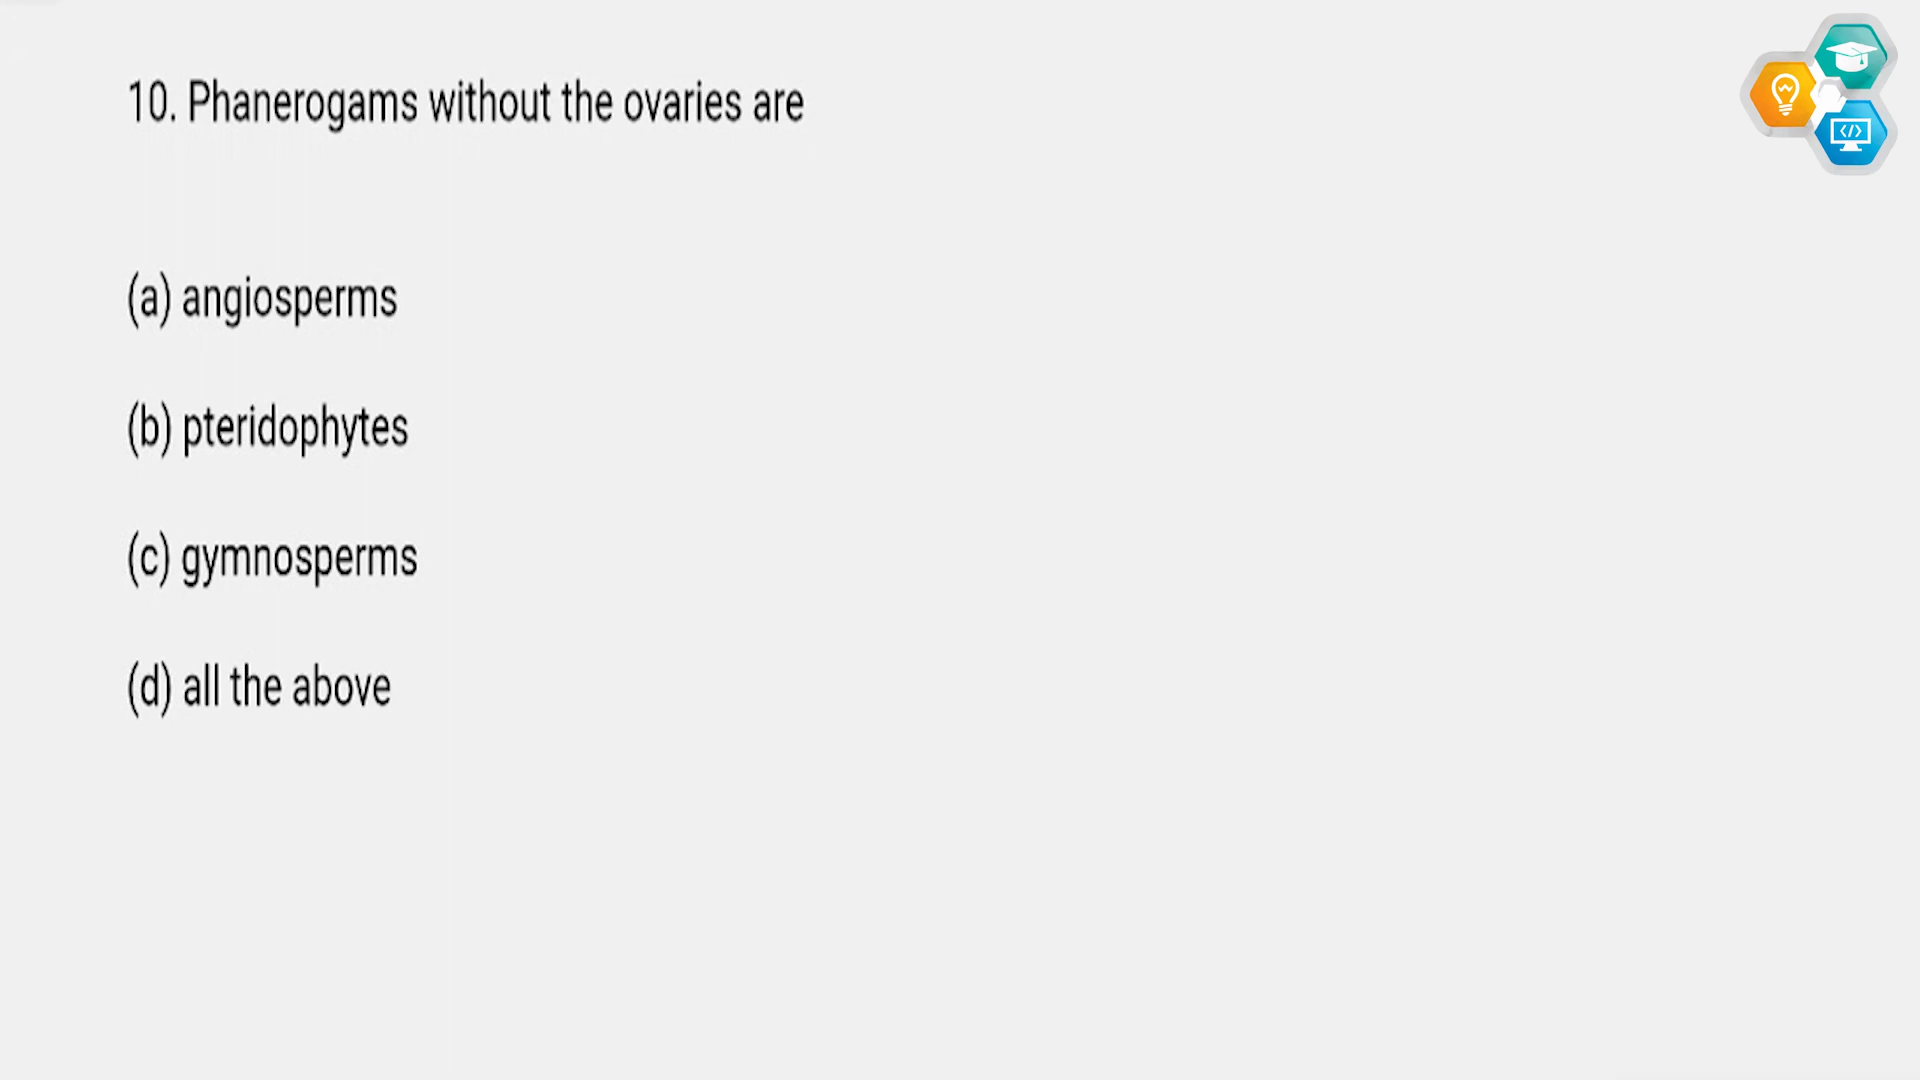 10. Phanerogams without the ovaries are
(a) angiosperms
(b) pteridophytes
(c) gymnosperms
(d) all the above